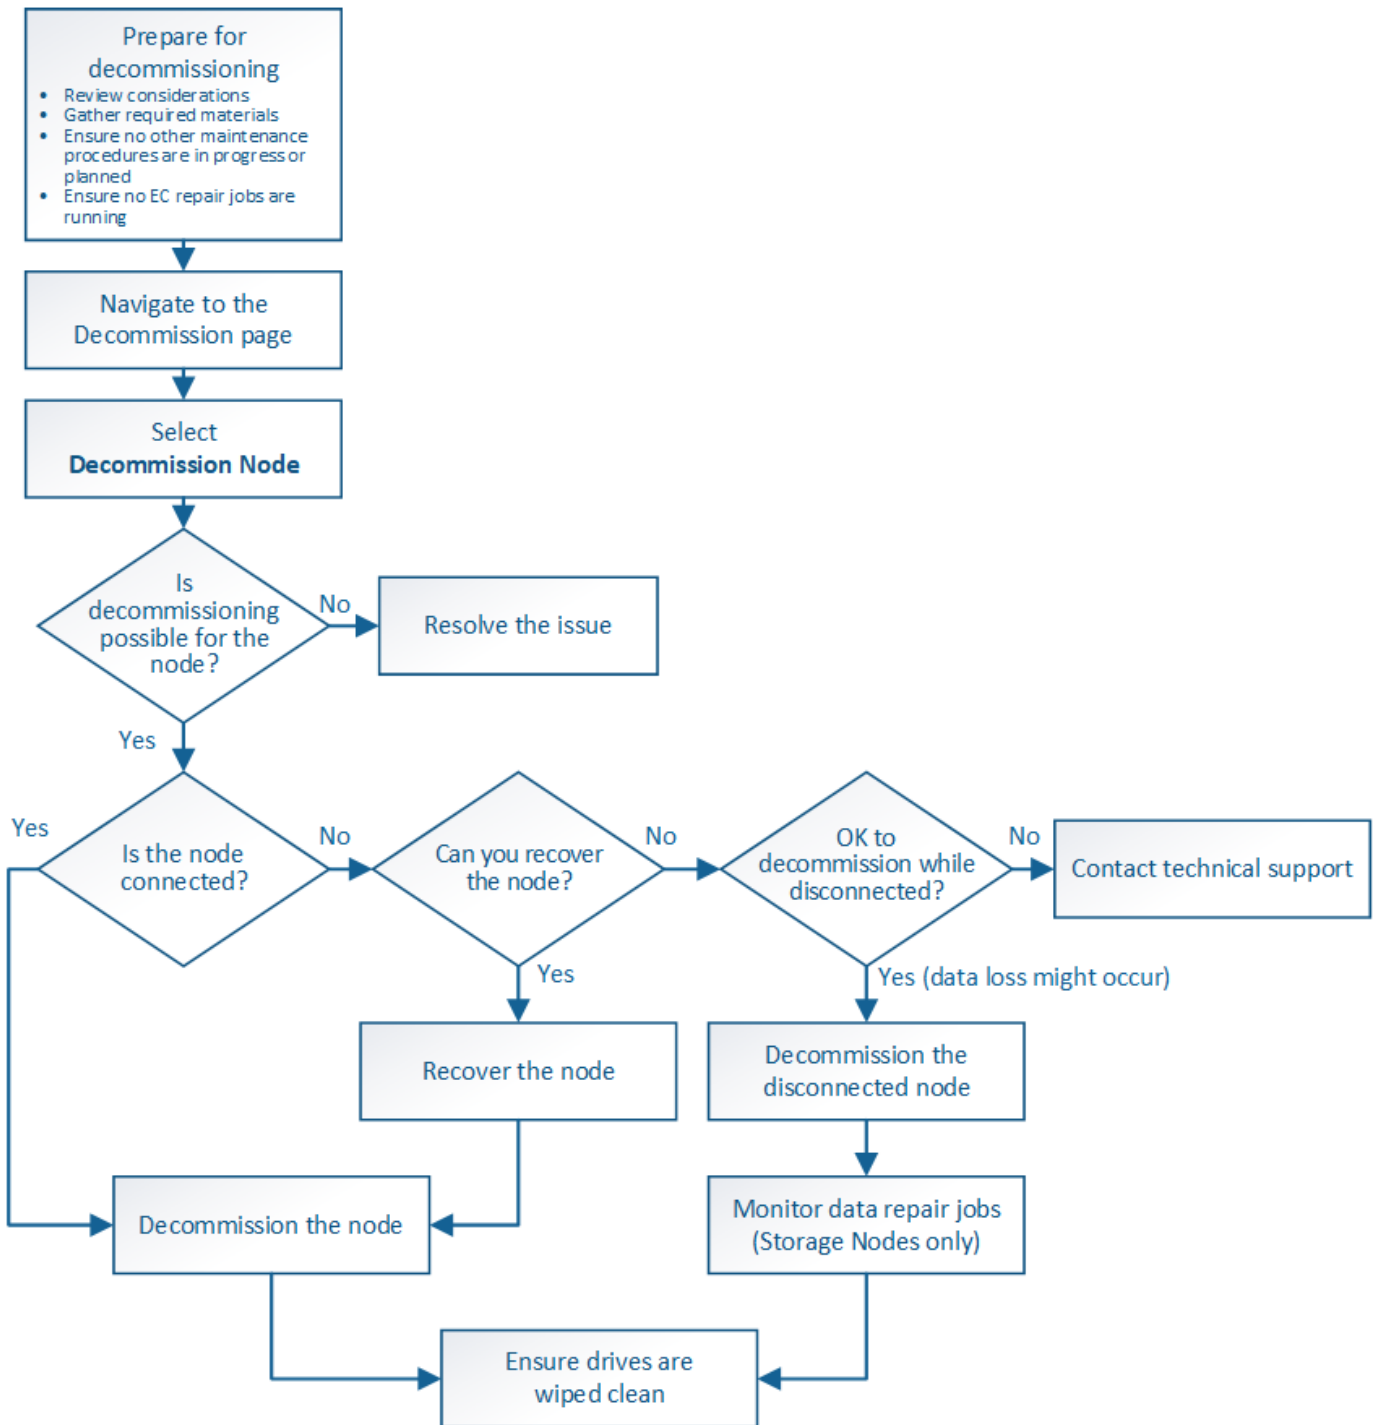 Prepare for
decommissioning
• Review considerations
• Gather required materials
• Ensure no other maintenance
procedures are in progress or
planned
• Ensure no EC repair jobs are
running
Navigate to the
Decommission page
Select
Decommission Node
Is
decommissioning
possible for the
node?
No
Resolve the issue
Yes
Yes
Is the node
connected?
No
Can you recover
the node?
No
OK to
decommission while
disconnected?
No
Contact technical support
Yes
Yes (data loss might occur)
Recover the node
Decommission the
disconnected node
Decommission the node
Monitor data repair jobs
(Storage Nodes only)
Ensure drives are
wiped clean